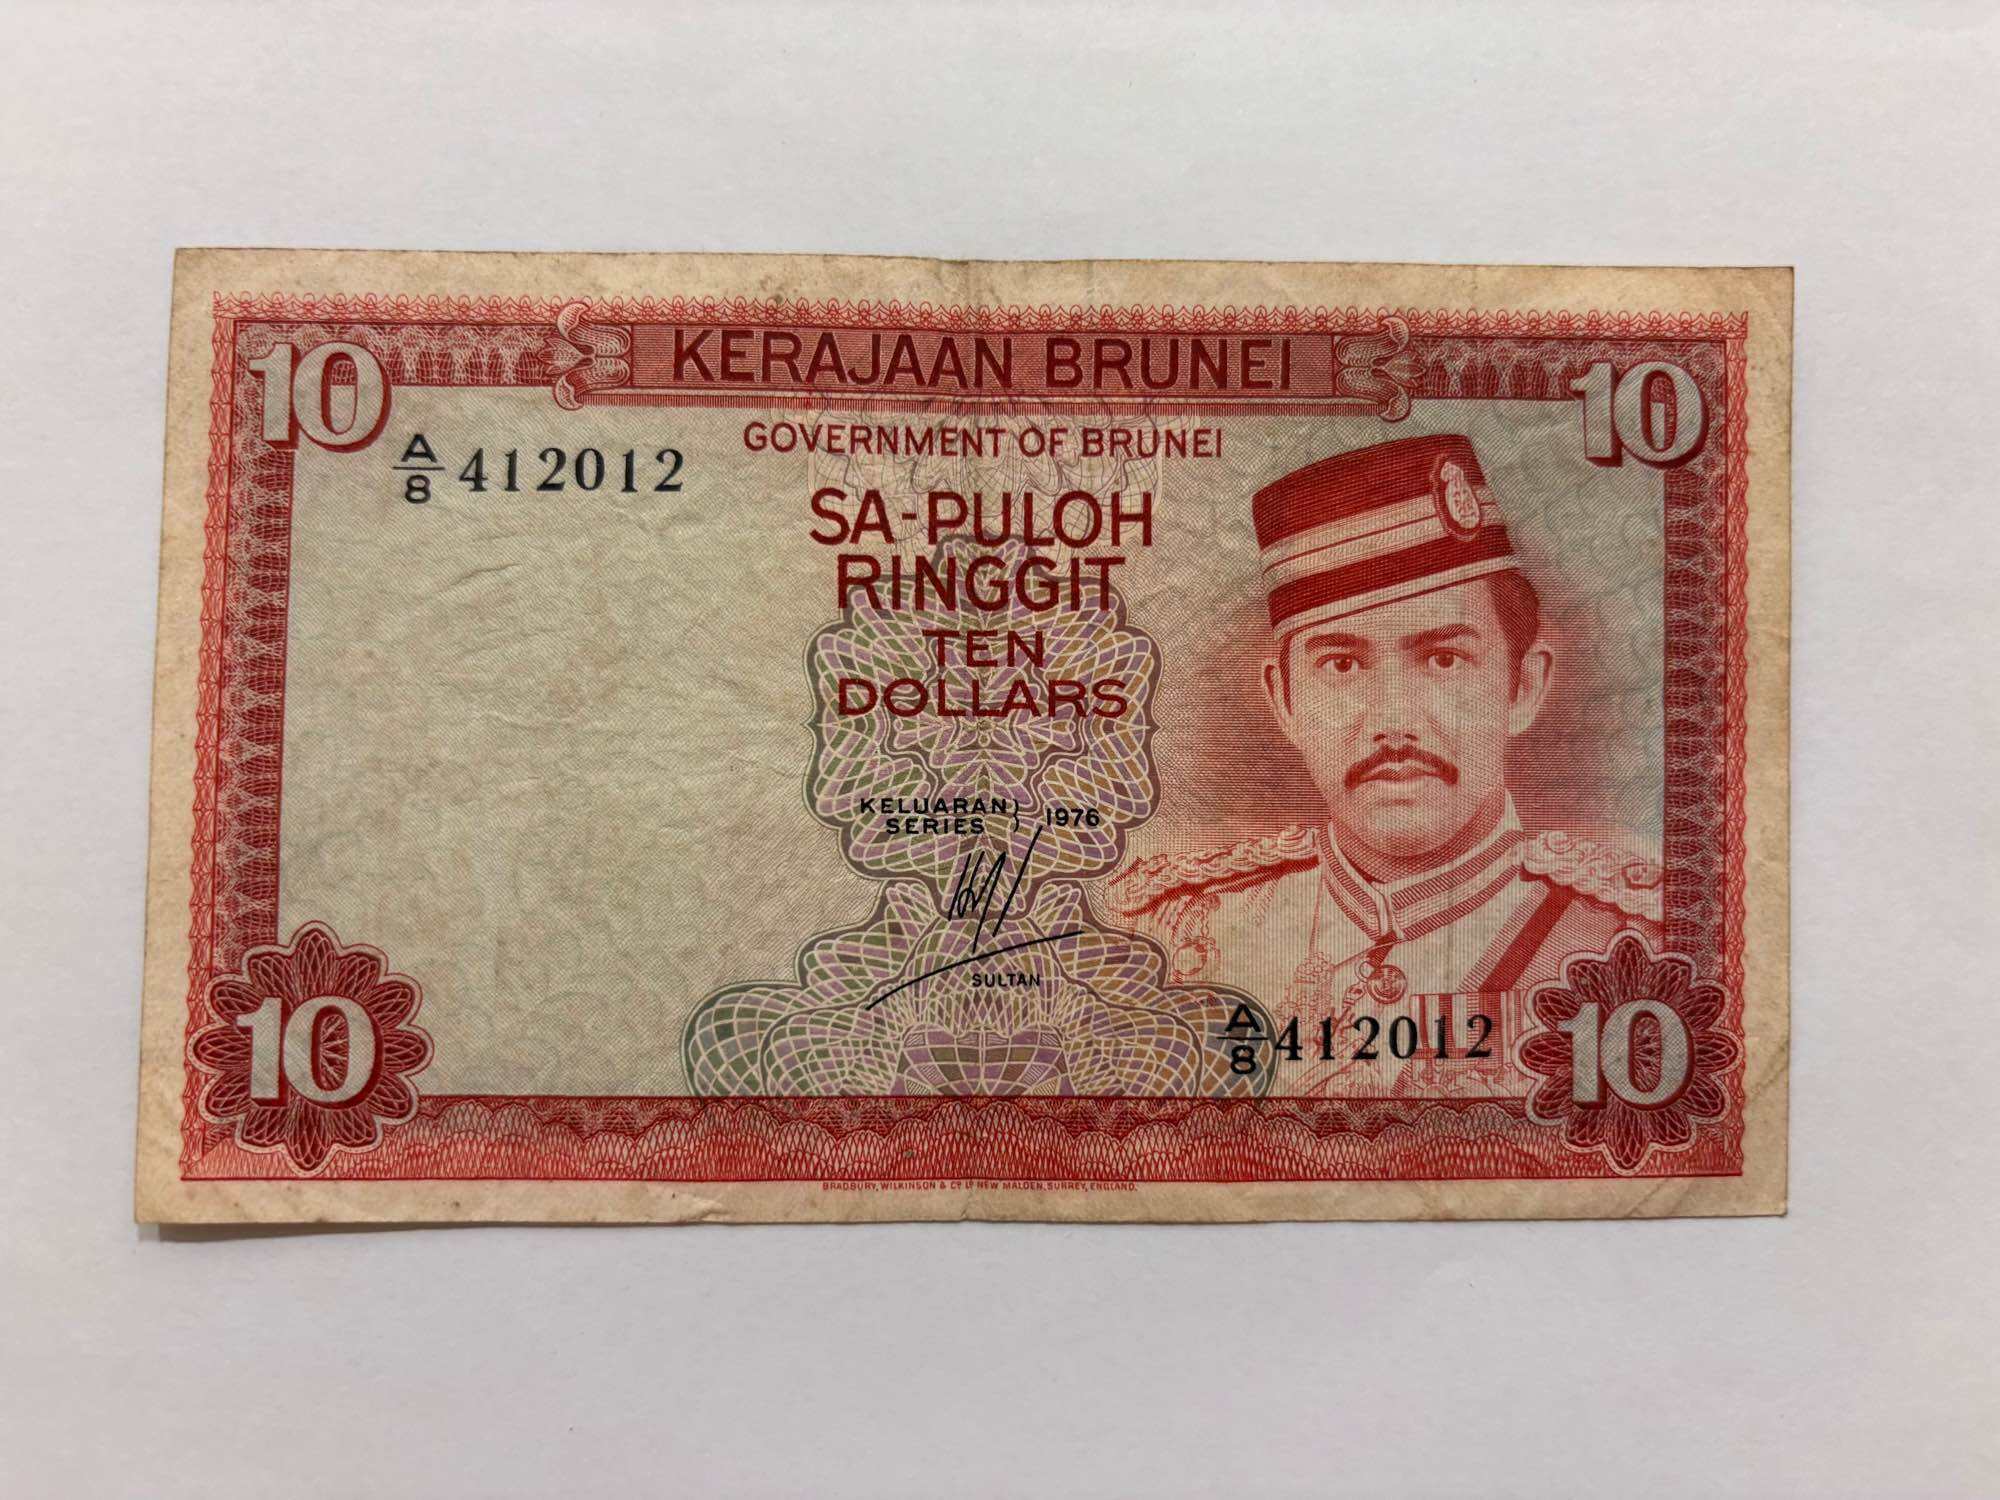 10 KERAJAAN BRUNEI 10
GOVERNMENT OF BRUNEI
A/8 412012
SA-PULOH
RINGGIT
TEN
DOLLARS
KELUARAN
SERIES } 1976
SULTAN
A/8 412012
10 10
BRADBURY, WILKINSON & Cº Lº NEW MALDEN, SURREY, ENGLAND.